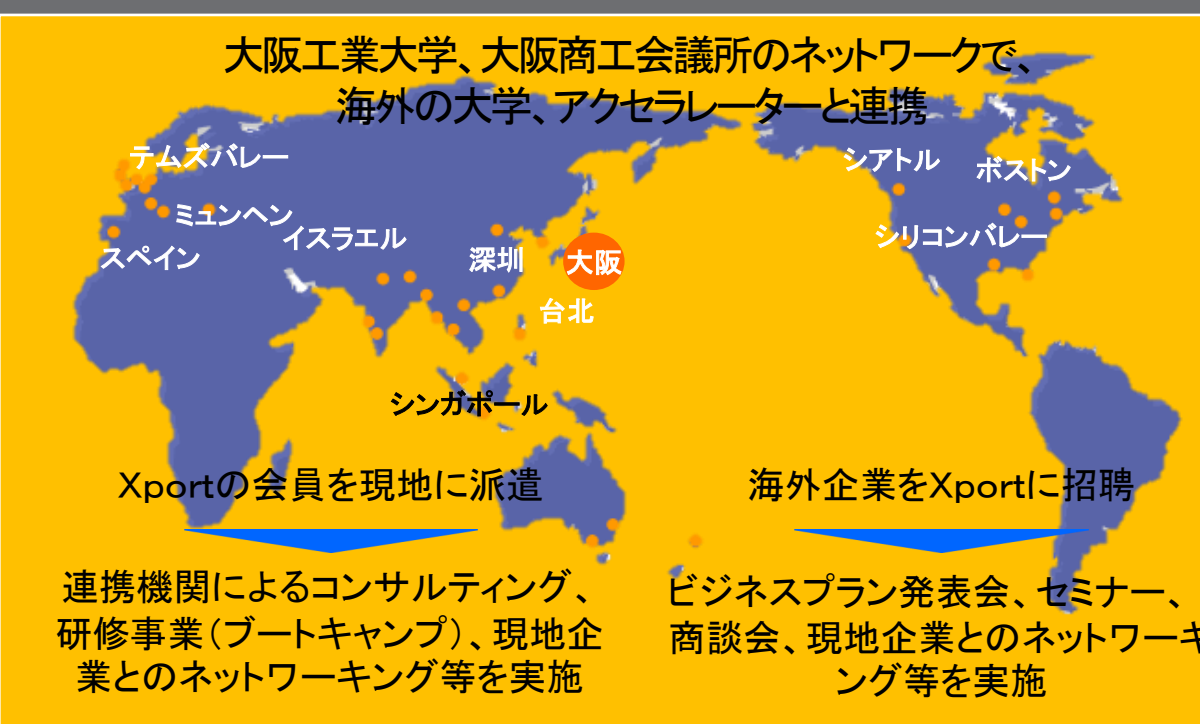 大阪工業大学、大阪商工会議所のネットワークで、
海外の大学、アクセラレーターと連携
テムズバレー
シアトル
ボストン
ミュンヘン
イスラエル
シリコンバレー
スペイン
深圳
大阪
台北
シンガポール
Xportの会員を現地に派遣
海外企業をXportに招聘
連携機関によるコンサルティング、
研修事業(ブートキャンプ)、現地企
業とのネットワーキング等を実施
ビジネスプラン発表会、セミナー、
商談会、現地企業とのネットワーキ
ング等を実施